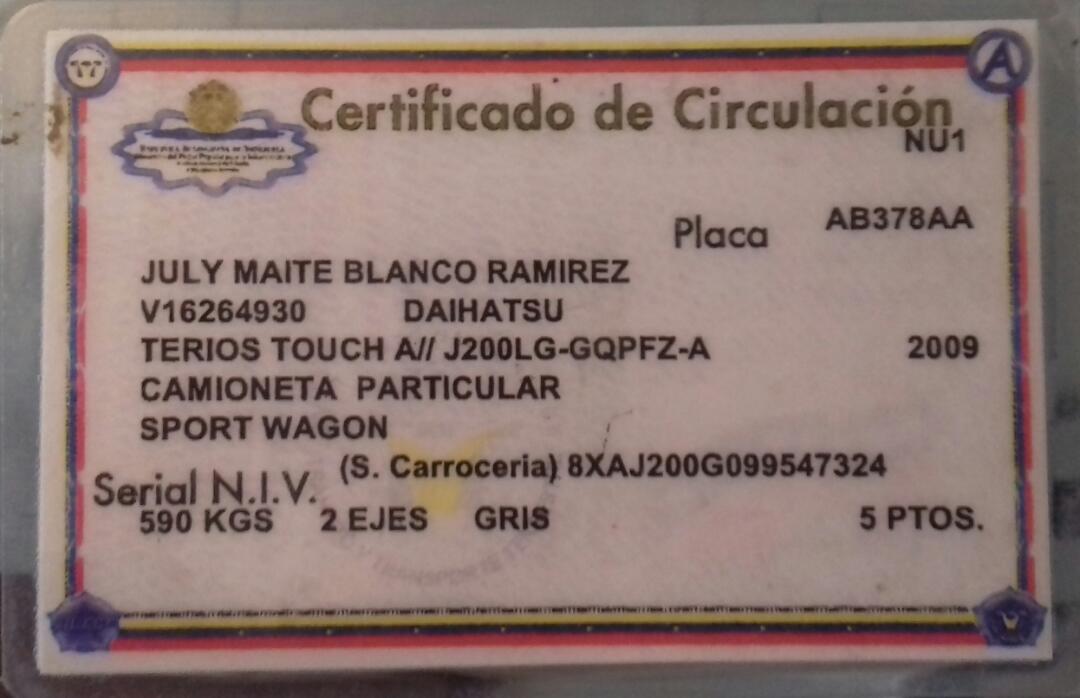 Certificado de Circulación
NU1
Placa AB378AA
JULY MAITE BLANCO RAMIREZ
V16264930 DAIHATSU
TERIOS TOUCH A// J200LG-GQPFZ-A 2009
CAMIONETA PARTICULAR
SPORT WAGON
Serial N.I.V. (S. Carroceria) 8XAJ200G099547324
590 KGS 2 EJES GRIS 5 PTOS.